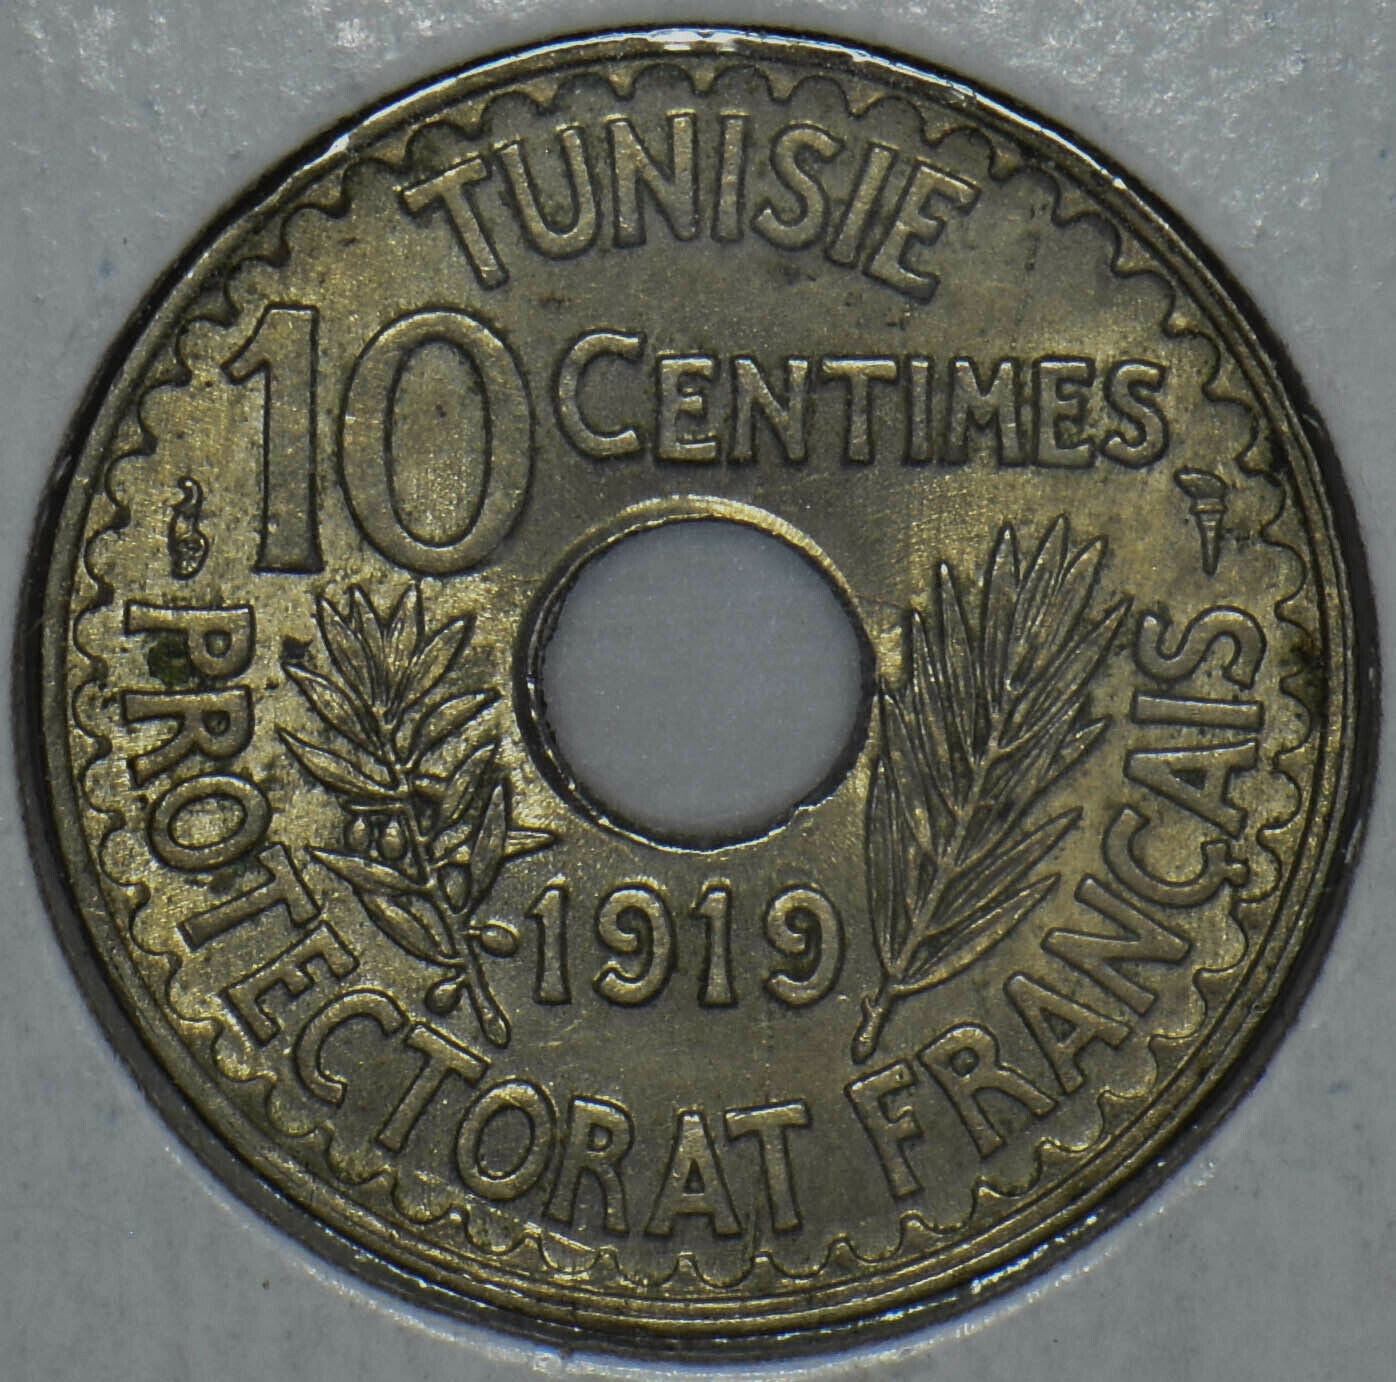 TUNISIE
10 CENTIMES
1919
PROTECTORAT FRANÇAIS